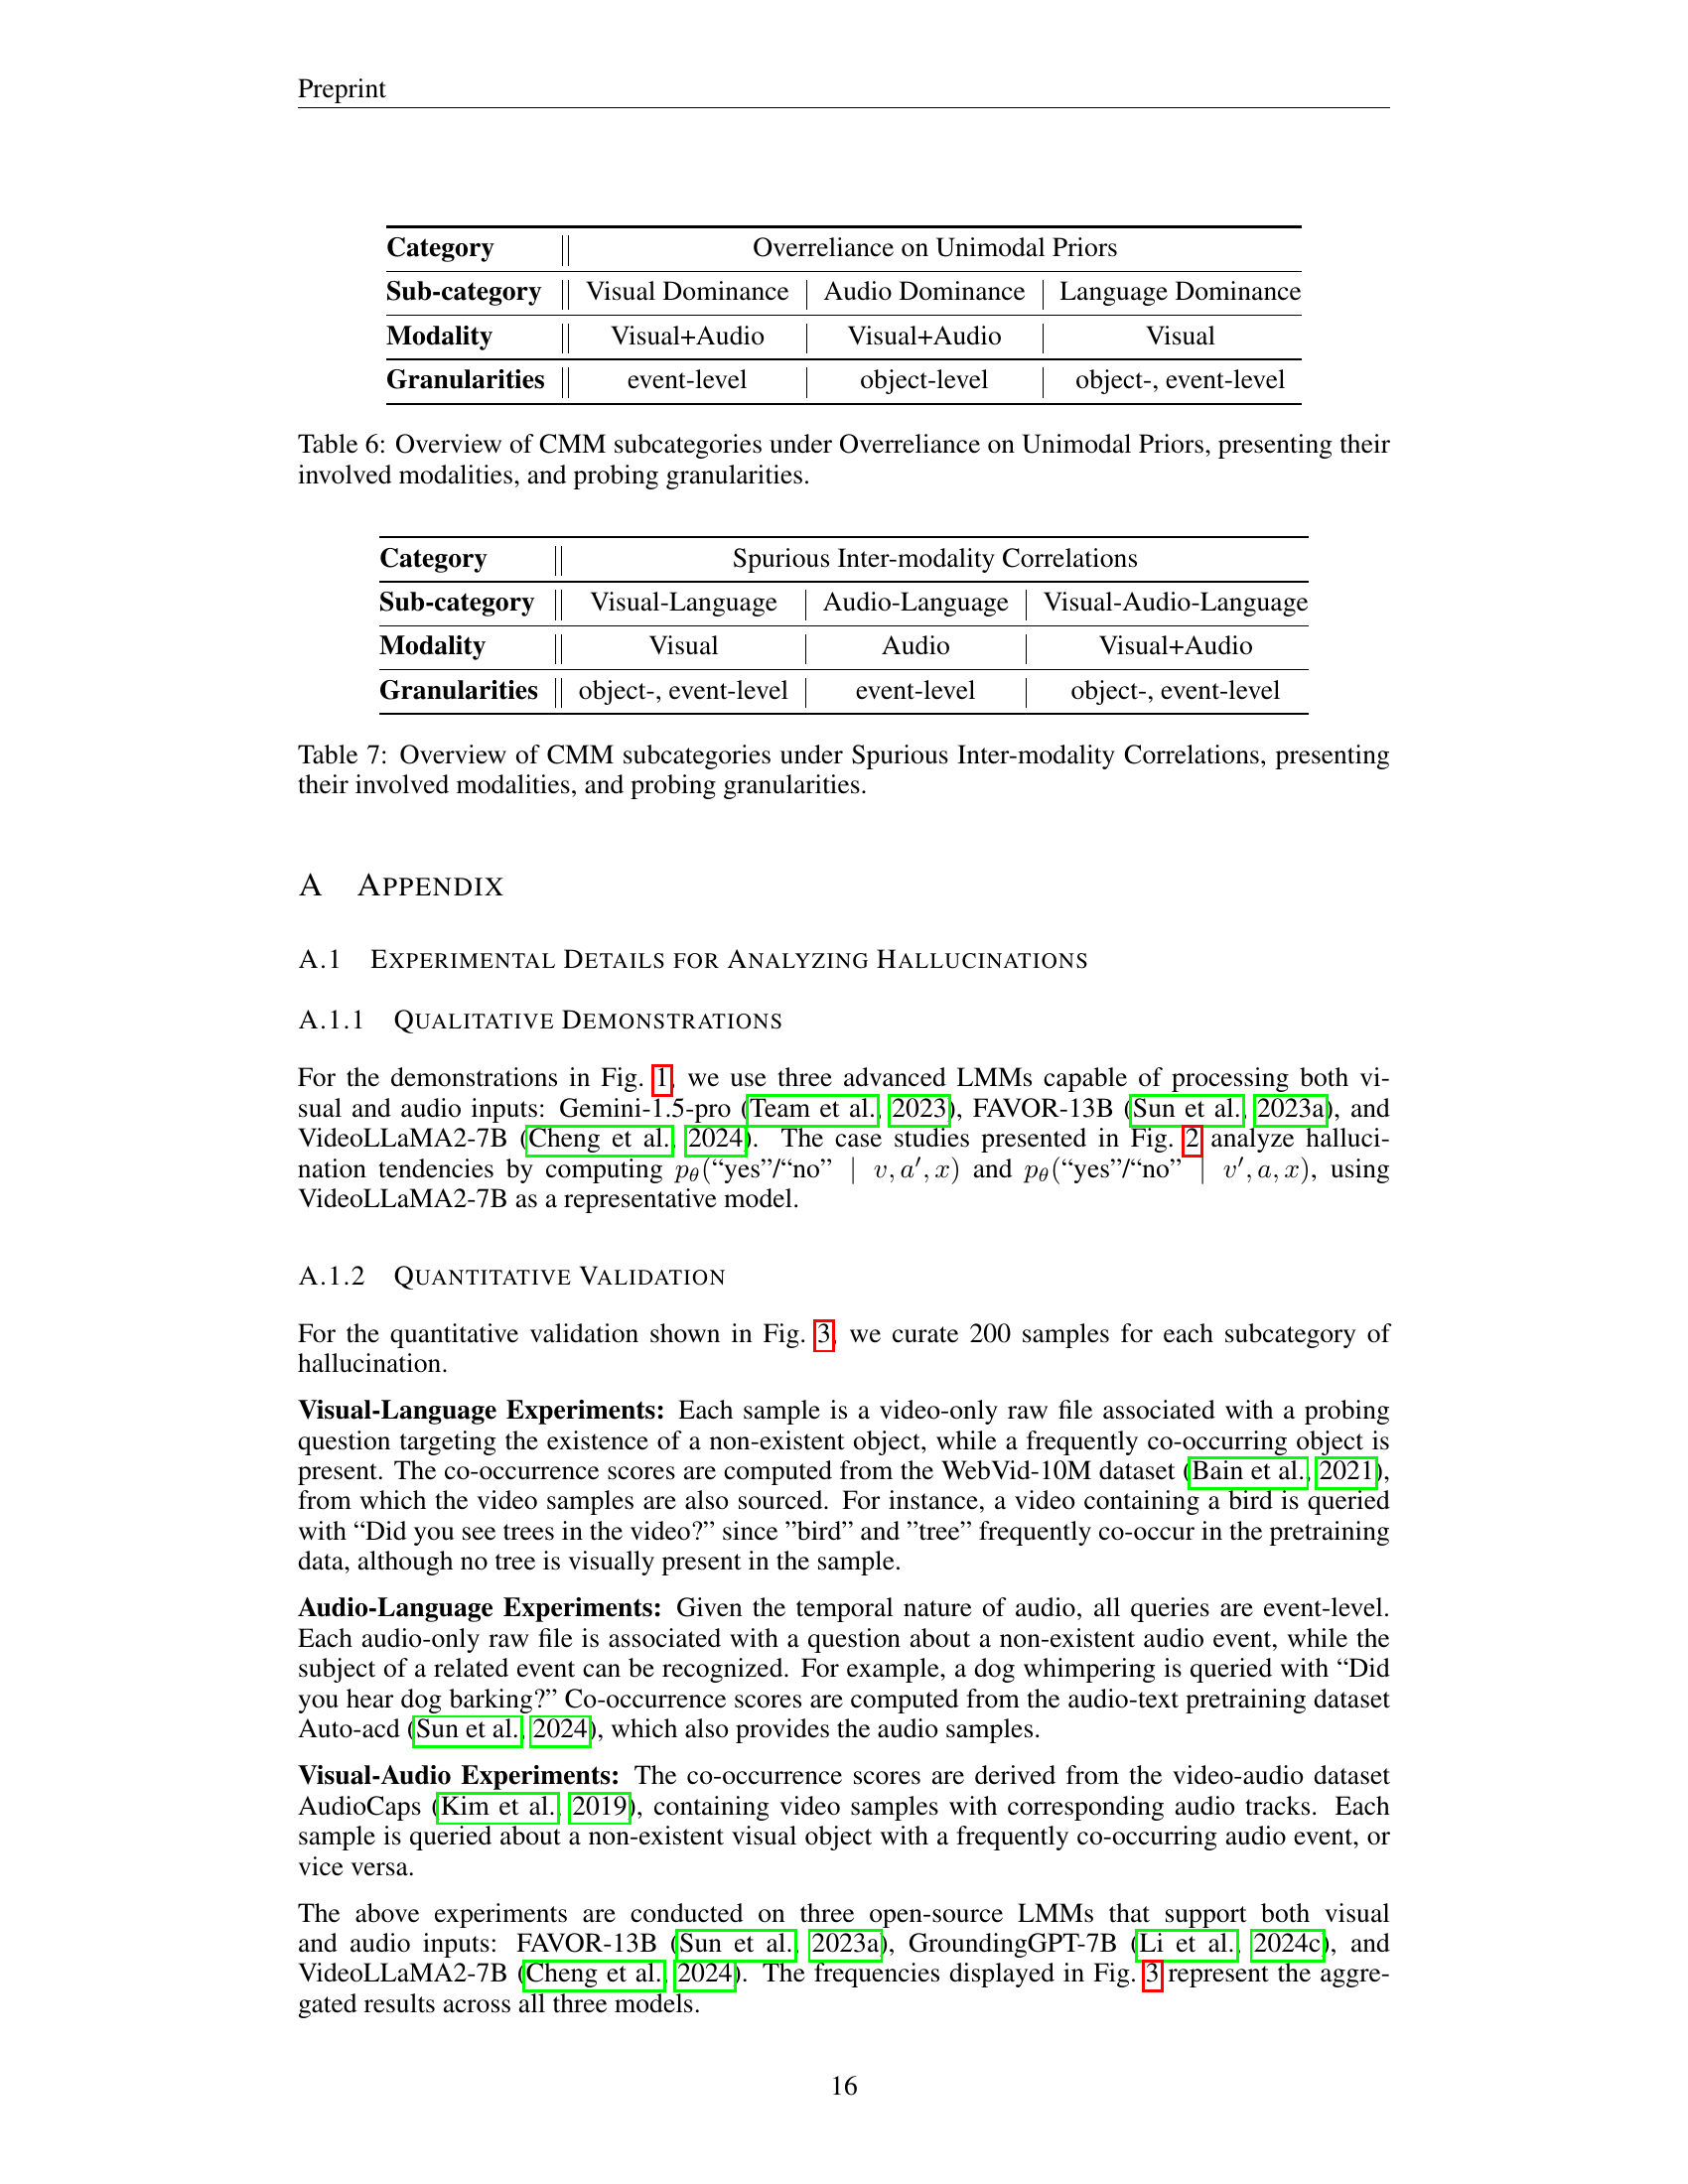 Preprint
Category Overreliance on Unimodal Priors
Sub-category Visual Dominance Audio Dominance Language Dominance
Modality Visual+Audio Visual+Audio Visual
Granularities event-level object-level object-, event-level
Table 6: Overview of CMM subcategories under Overreliance on Unimodal Priors, presenting their
involved modalities, and probing granularities.
Category Spurious Inter-modality Correlations
Sub-category Visual-Language Audio-Language Visual-Audio-Language
Modality Visual Audio Visual+Audio
Granularities object-, event-level event-level object-, event-level
Table 7: Overview of CMM subcategories under Spurious Inter-modality Correlations, presenting
their involved modalities, and probing granularities.
A APPENDIX
A.1 EXPERIMENTAL DETAILS FOR ANALYZING HALLUCINATIONS
A.1.1 QUALITATIVE DEMONSTRATIONS
For the demonstrations in Fig. 1, we use three advanced LMMs capable of processing both vi-
sual and audio inputs: Gemini-1.5-pro (Team et al., 2023), FAVOR-13B (Sun et al., 2023a), and
VideoLLaMA2-7B (Cheng et al., 2024). The case studies presented in Fig. 2 analyze halluci-
nation tendencies by computing pθ(“yes”/“no” | v, a′, x) and pθ(“yes”/“no” | v′, a, x), using
VideoLLaMA2-7B as a representative model.
A.1.2 QUANTITATIVE VALIDATION
For the quantitative validation shown in Fig. 3, we curate 200 samples for each subcategory of
hallucination.
Visual-Language Experiments: Each sample is a video-only raw file associated with a probing
question targeting the existence of a non-existent object, while a frequently co-occurring object is
present. The co-occurrence scores are computed from the WebVid-10M dataset (Bain et al., 2021),
from which the video samples are also sourced. For instance, a video containing a bird is queried
with “Did you see trees in the video?” since ”bird” and ”tree” frequently co-occur in the pretraining
data, although no tree is visually present in the sample.
Audio-Language Experiments: Given the temporal nature of audio, all queries are event-level.
Each audio-only raw file is associated with a question about a non-existent audio event, while the
subject of a related event can be recognized. For example, a dog whimpering is queried with “Did
you hear dog barking?” Co-occurrence scores are computed from the audio-text pretraining dataset
Auto-acd (Sun et al., 2024), which also provides the audio samples.
Visual-Audio Experiments: The co-occurrence scores are derived from the video-audio dataset
AudioCaps (Kim et al., 2019), containing video samples with corresponding audio tracks. Each
sample is queried about a non-existent visual object with a frequently co-occurring audio event, or
vice versa.
The above experiments are conducted on three open-source LMMs that support both visual
and audio inputs: FAVOR-13B (Sun et al., 2023a), GroundingGPT-7B (Li et al., 2024c), and
VideoLLaMA2-7B (Cheng et al., 2024). The frequencies displayed in Fig. 3 represent the aggre-
gated results across all three models.
16